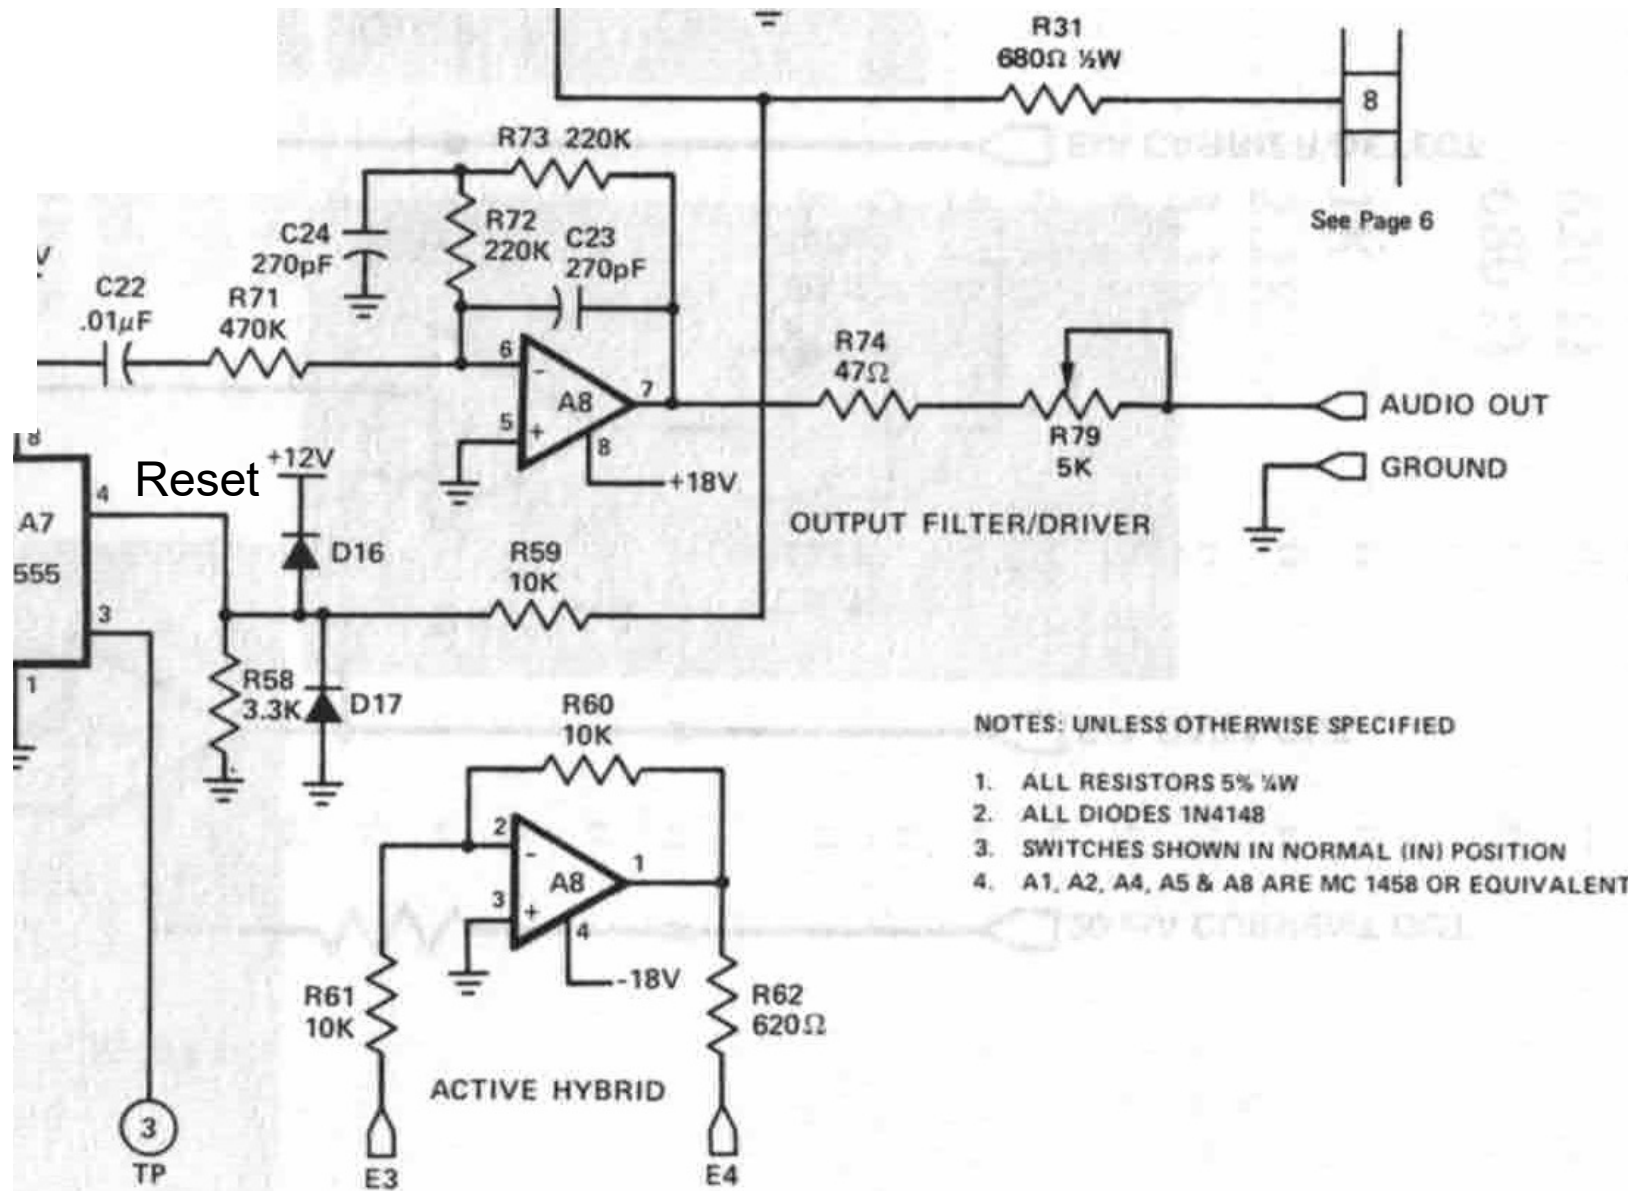 R31
680Ω ½W
8
See Page 6
R73 220K
C24
270pF
R72
220K
C23
270pF
C22
.01μF
R71
470K
6
-
A8
7
5
+
8
+18V
R74
47Ω
R79
5K
AUDIO OUT
GROUND
OUTPUT FILTER/DRIVER
8
Reset
+12V
4
A7
555
D16
R59
10K
3
1
R58
3.3K
D17
R60
10K
2
-
A8
1
3
+
4
-18V
R61
10K
R62
620Ω
ACTIVE HYBRID
3
TP
E3
E4
NOTES: UNLESS OTHERWISE SPECIFIED
1. ALL RESISTORS 5% ¼W
2. ALL DIODES 1N4148
3. SWITCHES SHOWN IN NORMAL (IN) POSITION
4. A1, A2, A4, A5 & A8 ARE MC 1458 OR EQUIVALENT